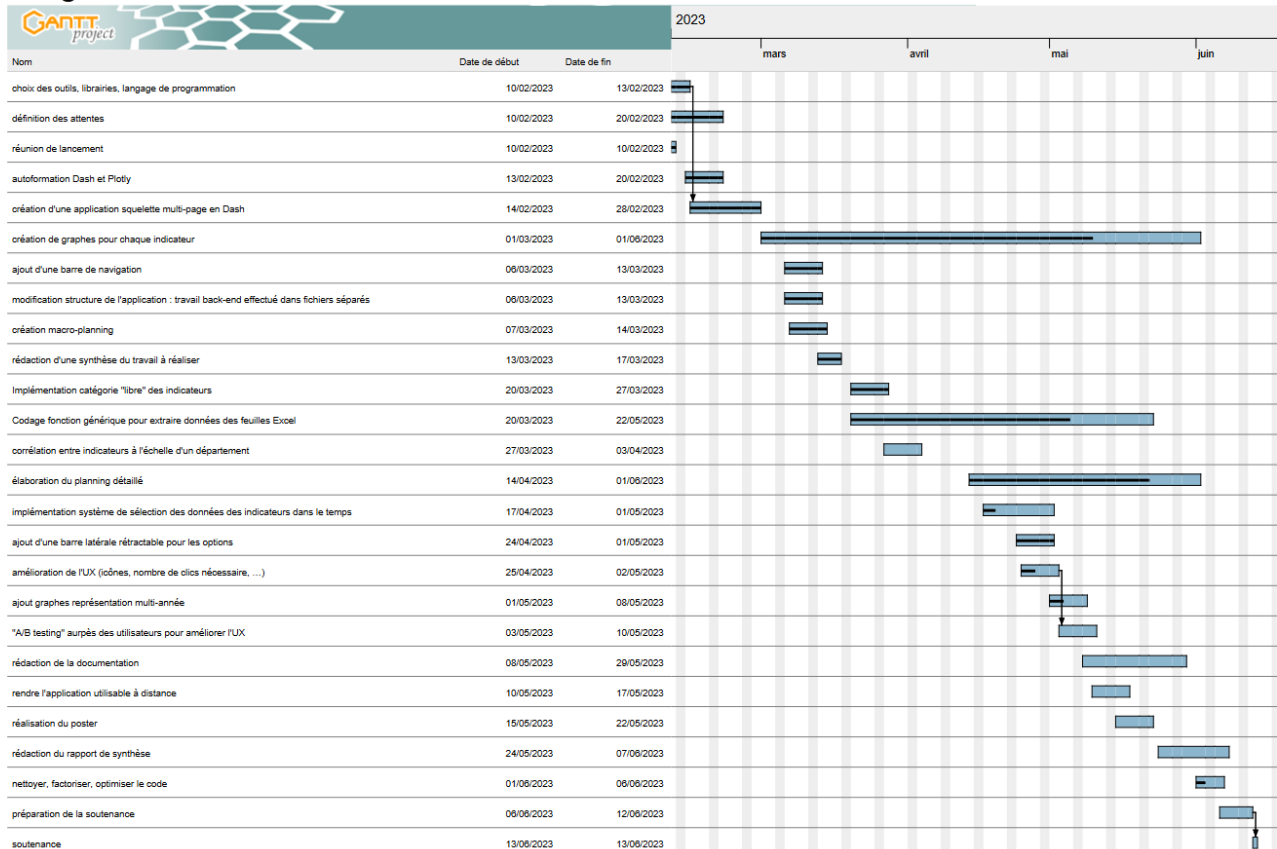 GANTT project
2023
mars avril mai juin
Nom Date de début Date de fin
choix des outils, librairies, langage de programmation 10/02/2023 13/02/2023
définition des attentes 10/02/2023 20/02/2023
réunion de lancement 10/02/2023 10/02/2023
autoformation Dash et Plotly 13/02/2023 20/02/2023
création d'une application squelette multi-page en Dash 14/02/2023 28/02/2023
création de graphes pour chaque indicateur 01/03/2023 01/06/2023
ajout d'une barre de navigation 06/03/2023 13/03/2023
modification structure de l'application : travail back-end effectué dans fichiers séparés 06/03/2023 13/03/2023
création macro-planning 07/03/2023 14/03/2023
rédaction d'une synthèse du travail à réaliser 13/03/2023 17/03/2023
Implémentation catégorie "libre" des indicateurs 20/03/2023 27/03/2023
Codage fonction générique pour extraire données des feuilles Excel 20/03/2023 22/05/2023
corrélation entre indicateurs à l'échelle d'un département 27/03/2023 03/04/2023
élaboration du planning détaillé 14/04/2023 01/06/2023
implémentation système de sélection des données des indicateurs dans le temps 17/04/2023 01/05/2023
ajout d'une barre latérale rétractable pour les options 24/04/2023 01/05/2023
amélioration de l'UX (icônes, nombre de clics nécessaire, ...) 25/04/2023 02/05/2023
ajout graphes représentation multi-année 01/05/2023 08/05/2023
"A/B testing" aurpès des utilisateurs pour améliorer l'UX 03/05/2023 10/05/2023
rédaction de la documentation 08/05/2023 29/05/2023
rendre l'application utilisable à distance 10/05/2023 17/05/2023
réalisation du poster 15/05/2023 22/05/2023
rédaction du rapport de synthèse 24/05/2023 07/06/2023
nettoyer, factoriser, optimiser le code 01/06/2023 06/06/2023
préparation de la soutenance 06/06/2023 12/06/2023
soutenance 13/06/2023 13/06/2023